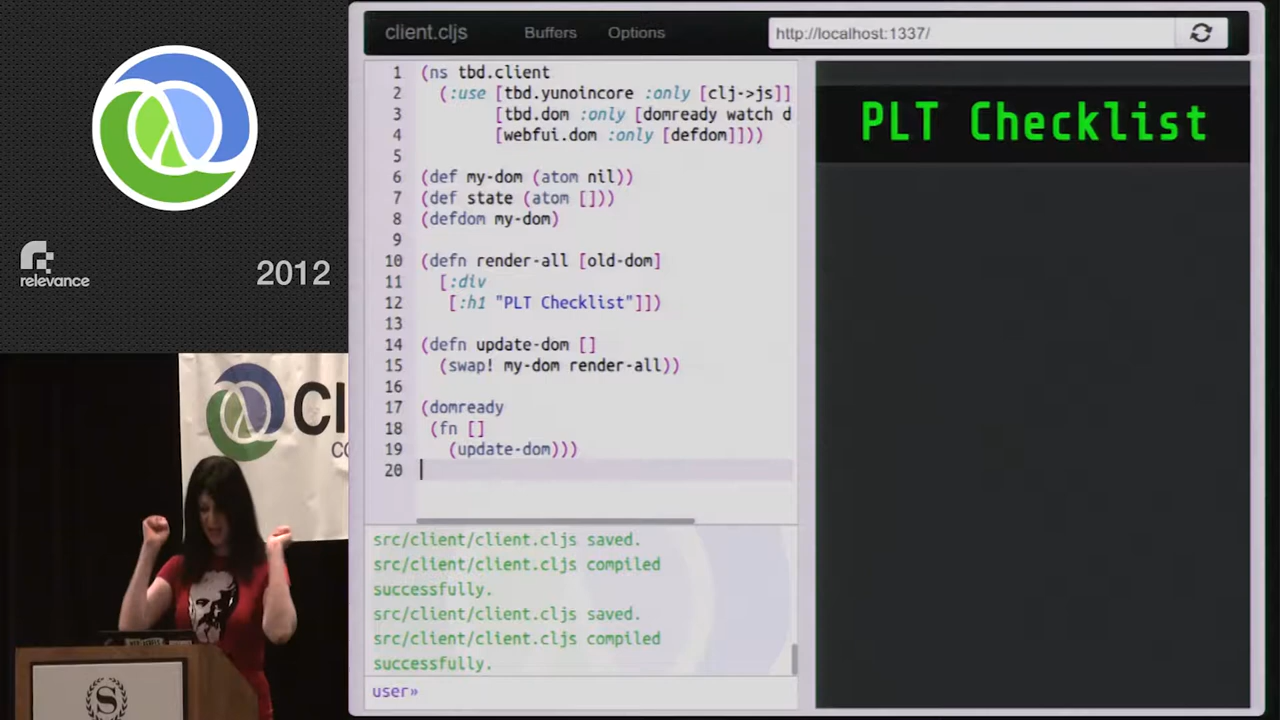 client.cljs
Buffers
Options
http://localhost:1337/
1 (ns tbd.client
2 (:use [tbd.yunoincore :only [clj->js]]
3 [tbd.dom :only [domready watch d
4 [webfui.dom :only [defdom]]))
5
6 (def my-dom (atom nil))
7 (def state (atom []))
8 (defdom my-dom)
9
10 (defn render-all [old-dom]
11 [:div
12 [:h1 "PLT Checklist"]])
13
14 (defn update-dom []
15 (swap! my-dom render-all))
16
17 (domready
18 (fn []
19 (update-dom)))
20
src/client/client.cljs saved.
src/client/client.cljs compiled
successfully.
src/client/client.cljs saved.
src/client/client.cljs compiled
successfully.
user»
PLT Checklist
relevance
2012
Cl
CO
S